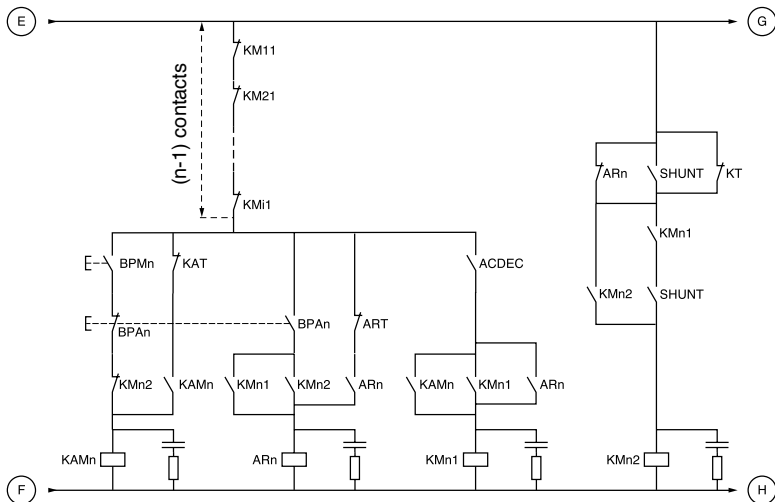 E
G
KM11
KM21
(n-1) contacts
ARn
SHUNT
KT
KMi1
KMn1
BPMn
KAT
ACDEC
KMn2
SHUNT
BPAn
BPAn
ART
KMn2
KAMn
KMn1
KMn2
ARn
KAMn
KMn1
ARn
KAMn
ARn
KMn1
KMn2
F
H